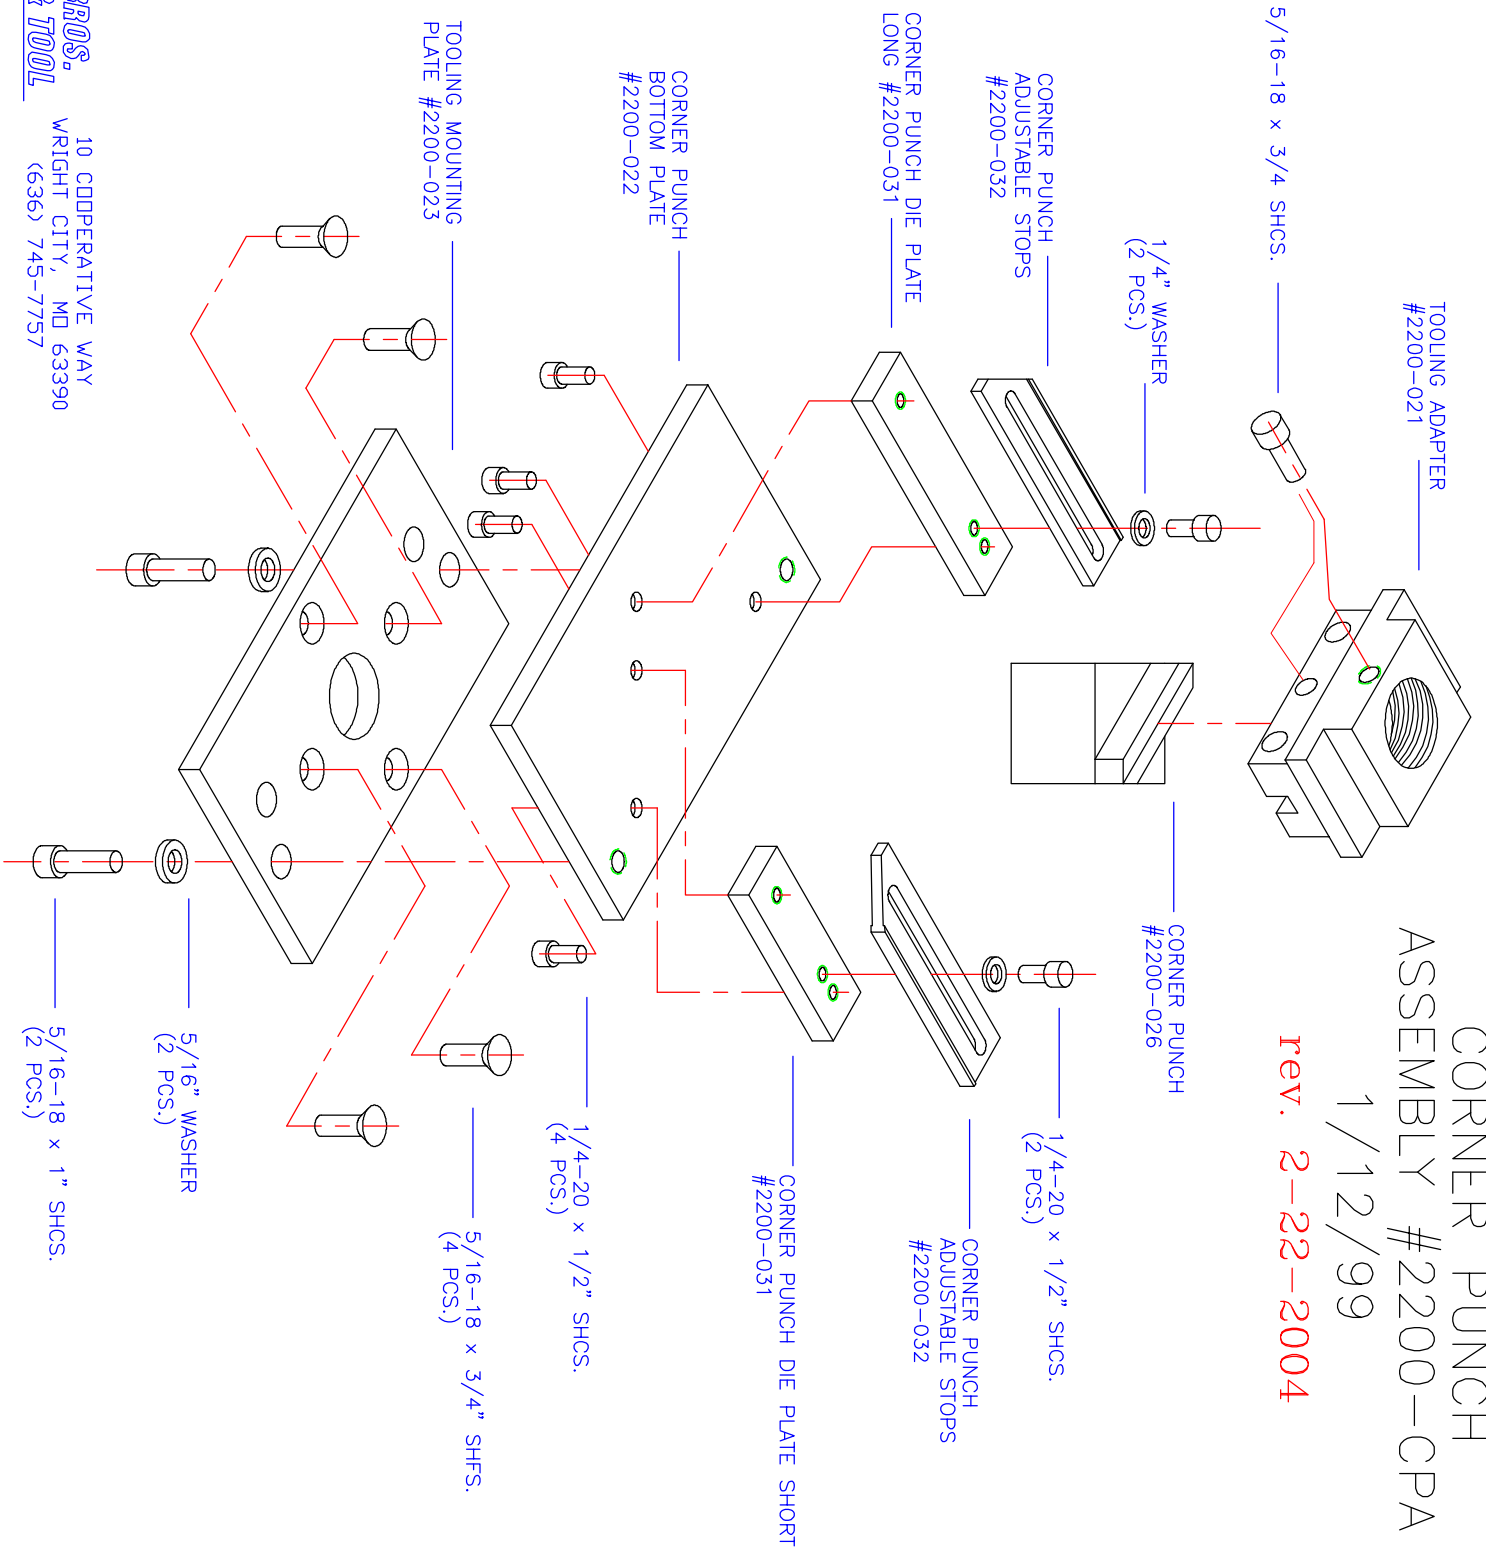 CORNER PUNCH
ASSEMBLY #2200-CPA
1/12/99
rev. 2-22-2004
TOOLING ADAPTER
#2200-021
5/16-18 x 3/4 SHCS.
1/4" WASHER
(2 PCS.)
CORNER PUNCH
ADJUSTABLE STOPS
#2200-032
CORNER PUNCH DIE PLATE
LONG #2200-031
CORNER PUNCH
BOTTOM PLATE
#2200-022
TOOLING MOUNTING
PLATE #2200-023
CORNER PUNCH
#2200-026
1/4-20 x 1/2" SHCS.
(2 PCS.)
CORNER PUNCH
ADJUSTABLE STOPS
#2200-032
CORNER PUNCH DIE PLATE SHORT
#2200-031
1/4-20 x 1/2" SHCS.
(4 PCS.)
5/16-18 x 3/4" SHFS.
(4 PCS.)
5/16" WASHER
(2 PCS.)
5/16-18 x 1" SHCS.
(2 PCS.)
BROS.
TOOL
10 COOPERATIVE WAY
WRIGHT CITY, MO 63390
(636) 745-7757